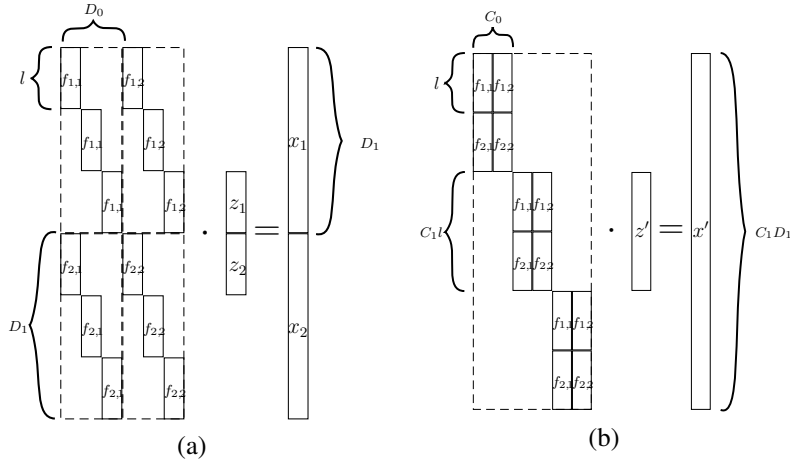 D₀
l f₁,₁ f₁,₂
f₁,₁ f₁,₂ x₁ D₁
f₁,₁ f₁,₂ z₁
· =
f₂,₁ f₂,₂ z₂
D₁ f₂,₁ f₂,₂ x₂
f₂,₁ f₂,₂
(a)
C₀
l f₁,₁ f₁,₂
f₂,₁ f₂,₂
C₁l f₁,₁ f₁,₂ · z′ = x′ C₁D₁
f₂,₁ f₂,₂
f₁,₁ f₁,₂
f₂,₁ f₂,₂
(b)